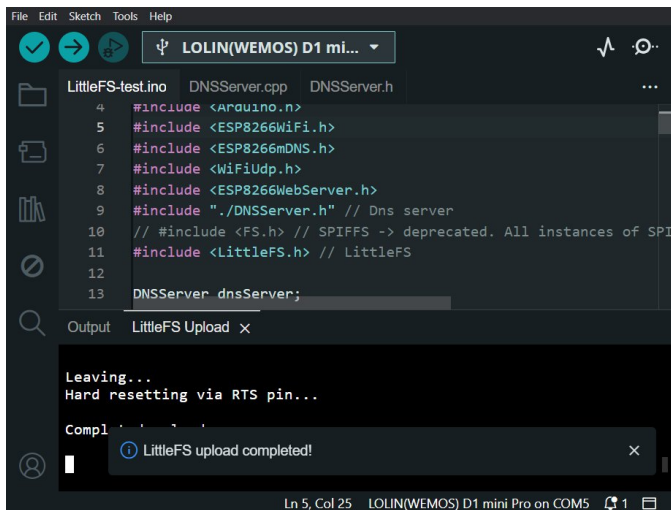 File Edit Sketch Tools Help
LOLIN(WEMOS) D1 mini...
LittleFS-test.ino DNSServer.cpp DNSServer.h ...
4 #include <Arduino.h>
5 #include <ESP8266WiFi.h>
6 #include <ESP8266mDNS.h>
7 #include <WiFiUdp.h>
8 #include <ESP8266WebServer.h>
9 #include "./DNSServer.h" // Dns server
10 // #include <FS.h> // SPIFFS -> deprecated. All instances of SPI
11 #include <LittleFS.h> // LittleFS
12
13 DNSServer dnsServer;
Output LittleFS Upload ×
Leaving...
Hard resetting via RTS pin...
Compl
LittleFS upload completed! ×
Ln 5, Col 25 LOLIN(WEMOS) D1 mini Pro on COM5 1